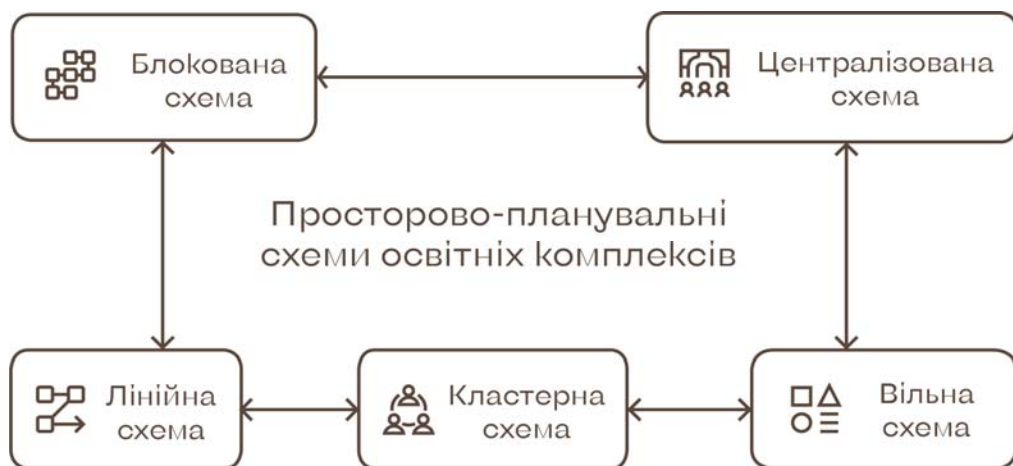 Блокована
схема
Централізована
схема
Просторово-планувальні
схеми освітніх комплексів
Лінійна
схема
Кластерна
схема
Вільна
схема